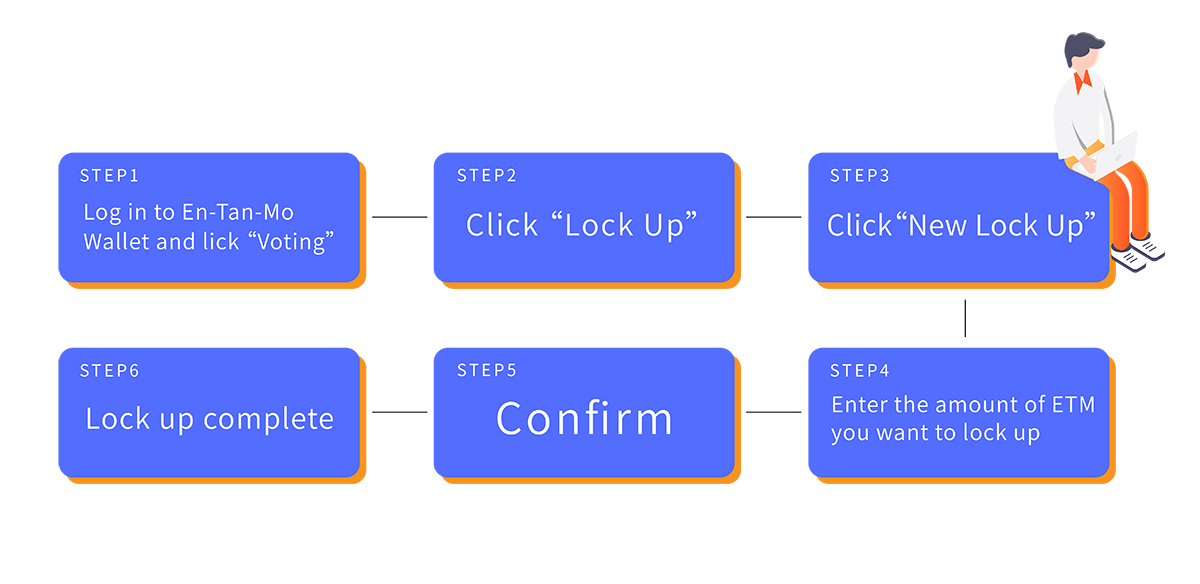 STEP1
Log in to En-Tan-Mo
Wallet and lick “Voting”
STEP2
Click “Lock Up”
STEP3
Click“New Lock Up”
STEP4
Enter the amount of ETM
you want to lock up
STEP5
Confirm
STEP6
Lock up complete